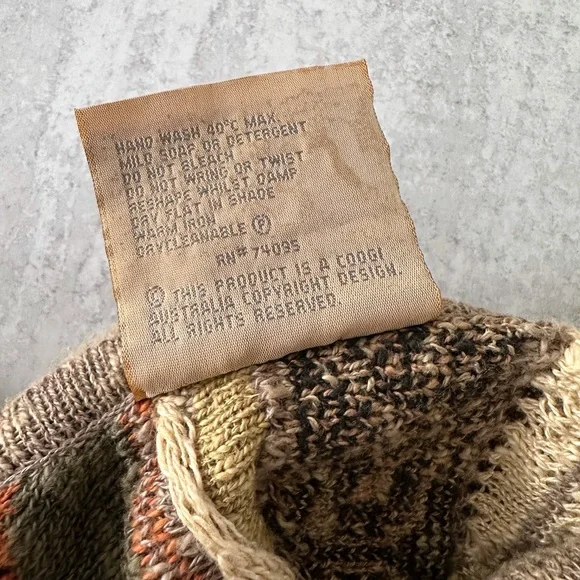 HAND WASH 40°C MAX.
MILD SOAP OR DETERGENT
DO NOT BLEACH
DO NOT WRING OR TWIST
RESHAPE WHILST DAMP
DRY FLAT IN SHADE
WARM IRON
DRYCLEANABLE Ⓟ
RN# 74095
© THIS PRODUCT IS A COOGI
AUSTRALIA COPYRIGHT DESIGN.
ALL RIGHTS RESERVED.